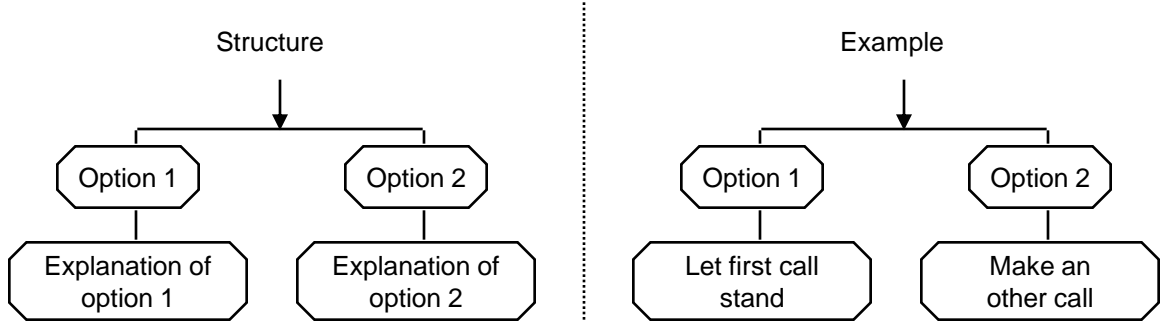 Structure
Option 1
Option 2
Explanation of
option 1
Explanation of
option 2
Example
Option 1
Option 2
Let first call
stand
Make an
other call